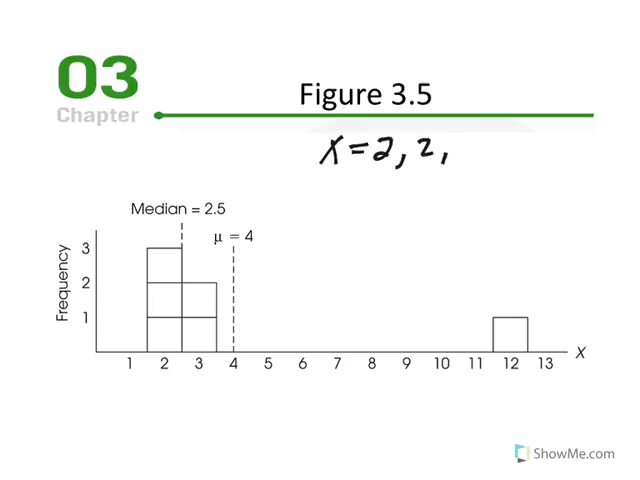 03
Chapter
Figure 3.5
X = 2, 2,
Median = 2.5
μ = 4
Frequency
3
2
1
1 2 3 4 5 6 7 8 9 10 11 12 13
X
ShowMe.com